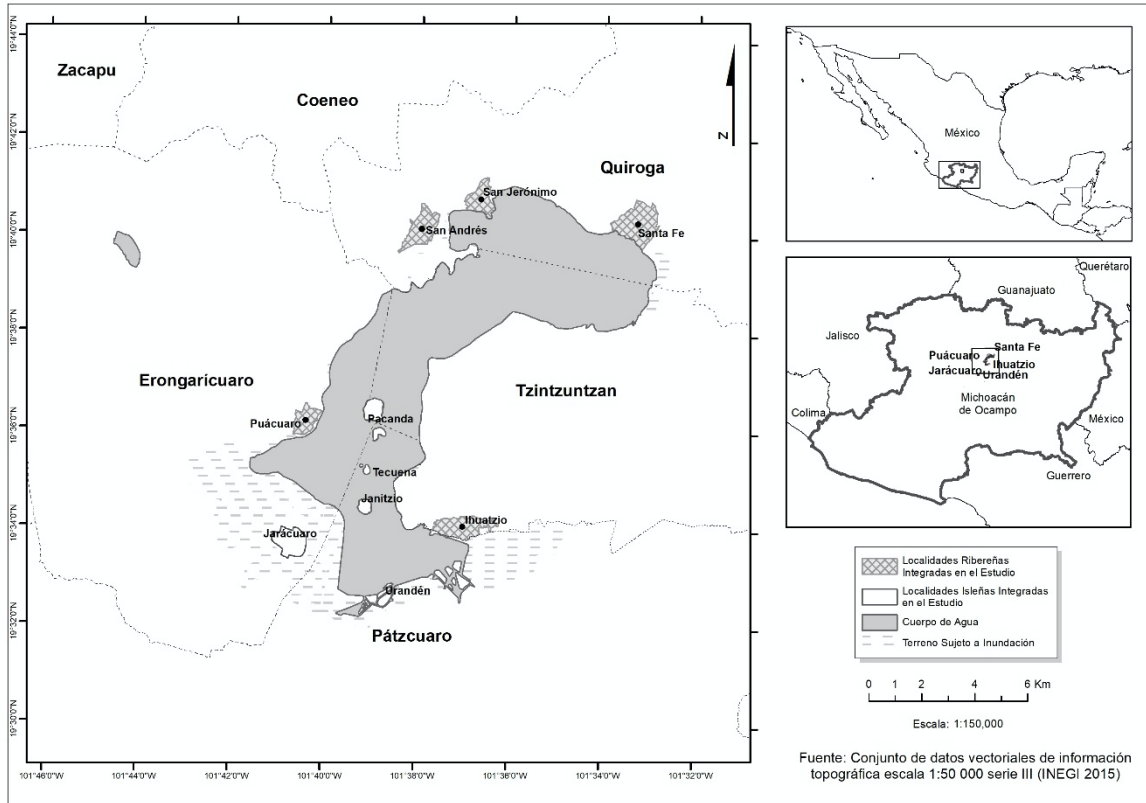 Zacapu
Coeneo
Quiroga
San Jerónimo
San Andrés
Santa Fe
Erongarícuaro
Tzintzuntzan
Puácuaro
Pacanda
Tecuena
Janitzio
Ihuatzio
Jarácuaro
Urandén
Pátzcuaro
N
19°44'0"N
19°42'0"N
19°40'0"N
19°38'0"N
19°36'0"N
19°34'0"N
19°32'0"N
19°30'0"N
101°46'0"W
101°44'0"W
101°42'0"W
101°40'0"W
101°38'0"W
101°36'0"W
101°34'0"W
101°32'0"W
México
Querétaro
Guanajuato
Jalisco
Santa Fe
Puácuaro
Ihuatzio
Jarácuaro
Urandén
Michoacán
de Ocampo
Colima
México
Guerrero
Localidades Ribereñas
Integradas en el Estudio
Localidades Isleñas Integradas
en el Estudio
Cuerpo de Agua
Terreno Sujeto a Inundación
0 1 2 4 6 Km
Escala: 1:150,000
Fuente: Conjunto de datos vectoriales de información
topográfica escala 1:50 000 serie III (INEGI 2015)